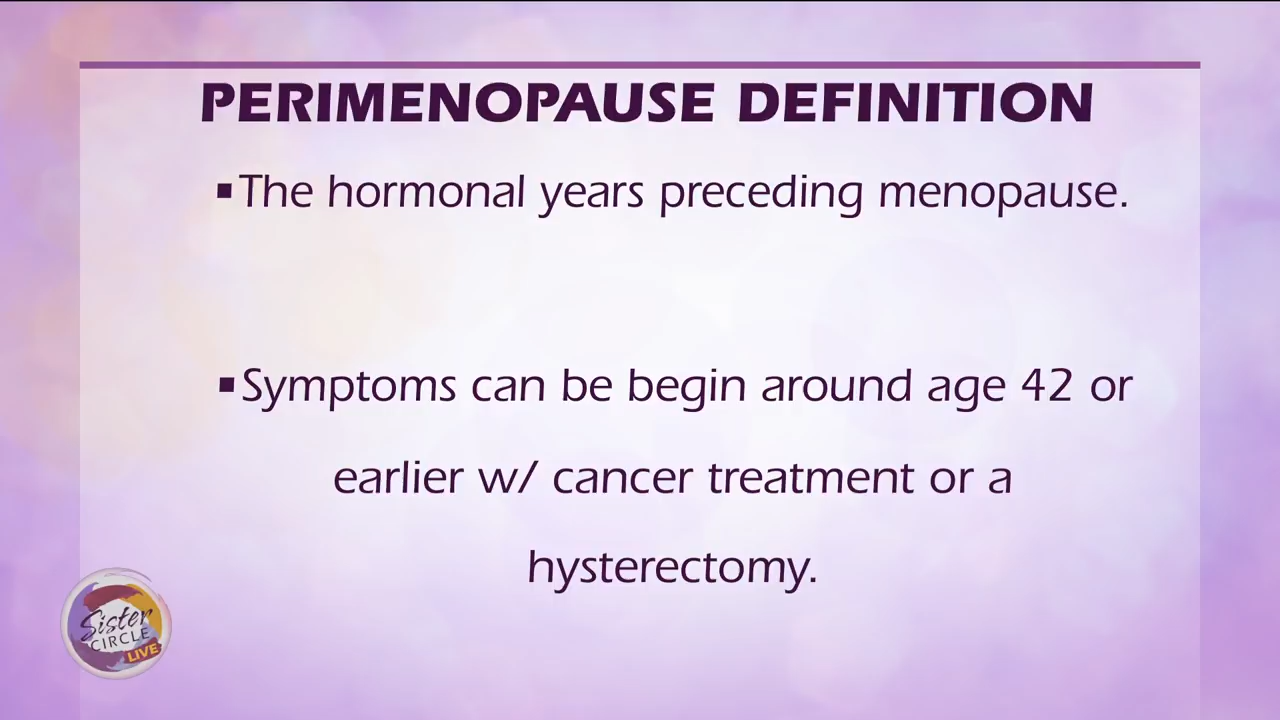 PERIMENOPAUSE DEFINITION
▪The hormonal years preceding menopause.
▪Symptoms can be begin around age 42 or
earlier w/ cancer treatment or a
hysterectomy.
Sister
CIRCLE
LIVE